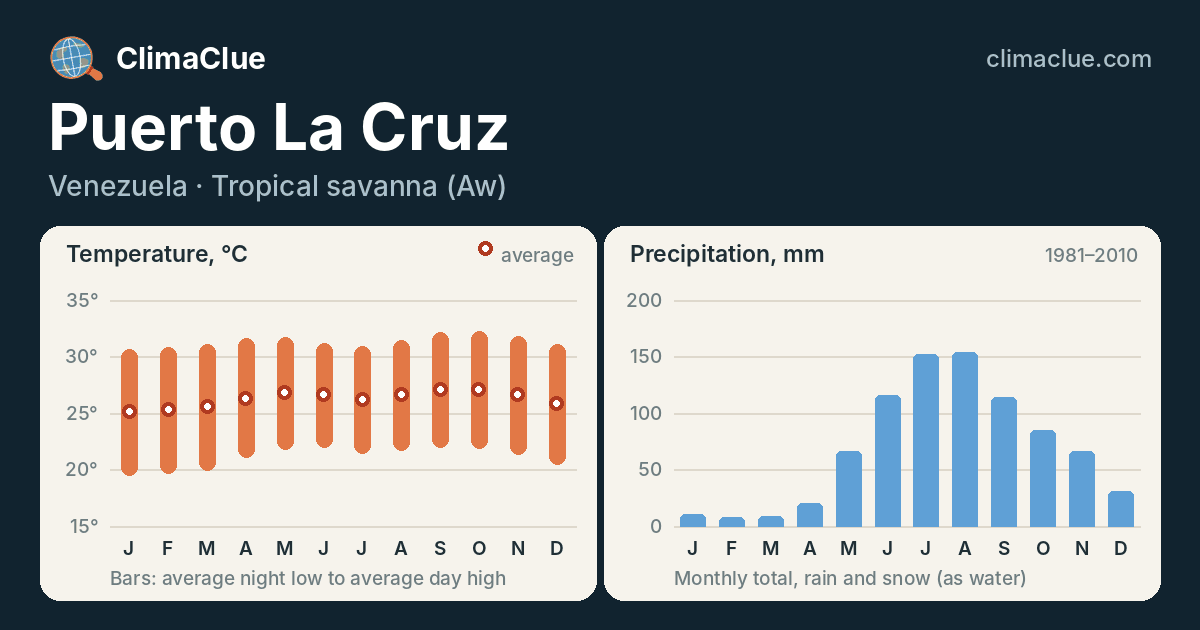 ClimaClue
climaclue.com
Puerto La Cruz
Venezuela · Tropical savanna (Aw)
Temperature, °C
average
35°
30°
25°
20°
15°
J F M A M J J A S O N D
Bars: average night low to average day high
Precipitation, mm
1981–2010
200
150
100
50
0
J F M A M J J A S O N D
Monthly total, rain and snow (as water)